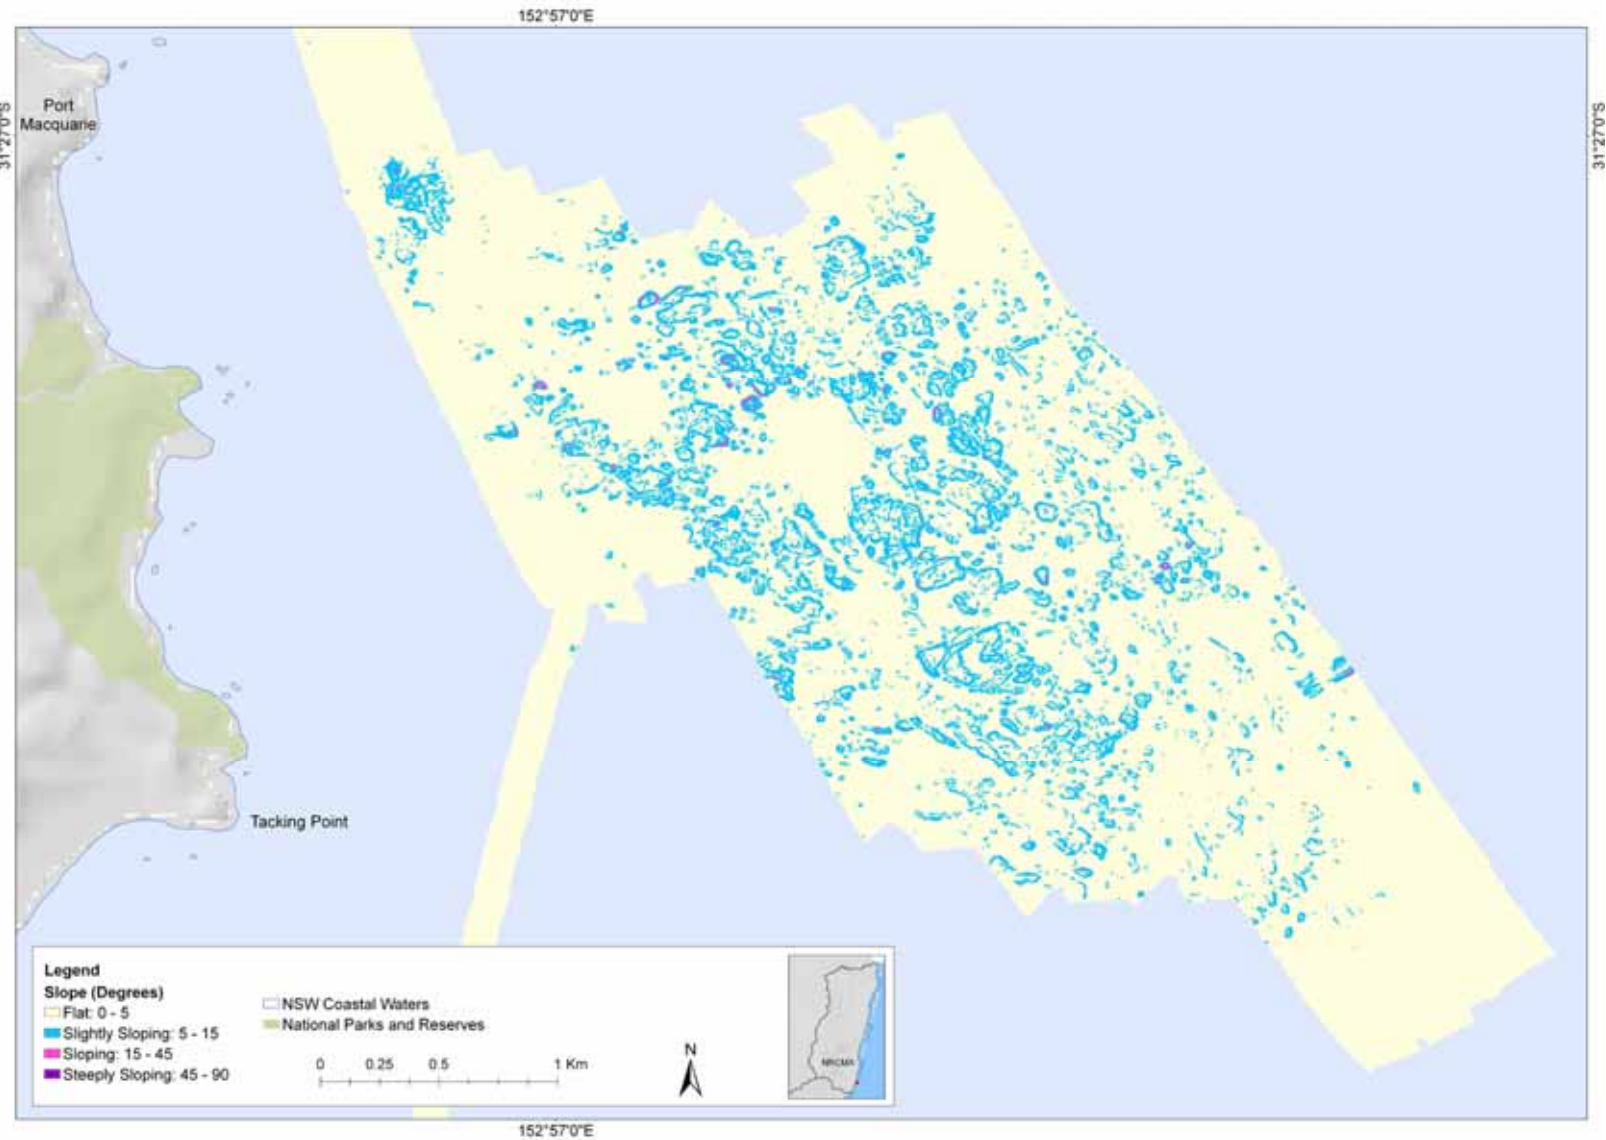 152°57'0"E
31°27'0"S
31°27'0"S
Port
Macquarie
Tacking Point
Legend
Slope (Degrees)
Flat: 0 - 5
Slightly Sloping: 5 - 15
Sloping: 15 - 45
Steeply Sloping: 45 - 90
NSW Coastal Waters
National Parks and Reserves
0 0.25 0.5 1 Km
N
NRCMA
152°57'0"E